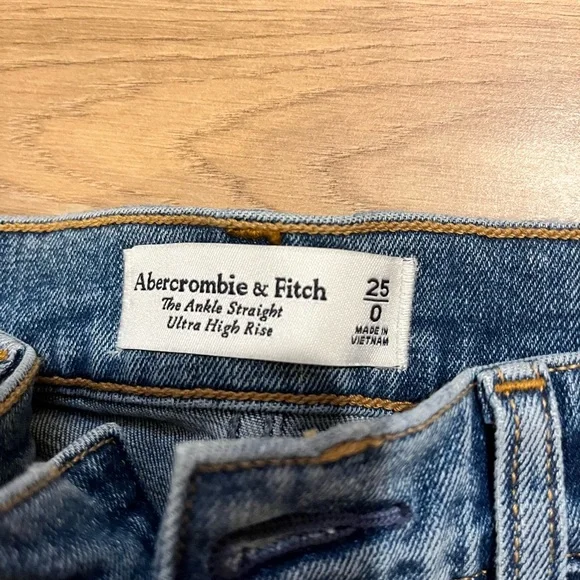 Abercrombie & Fitch
The Ankle Straight
Ultra High Rise
25
0
MADE IN
VIETNAM